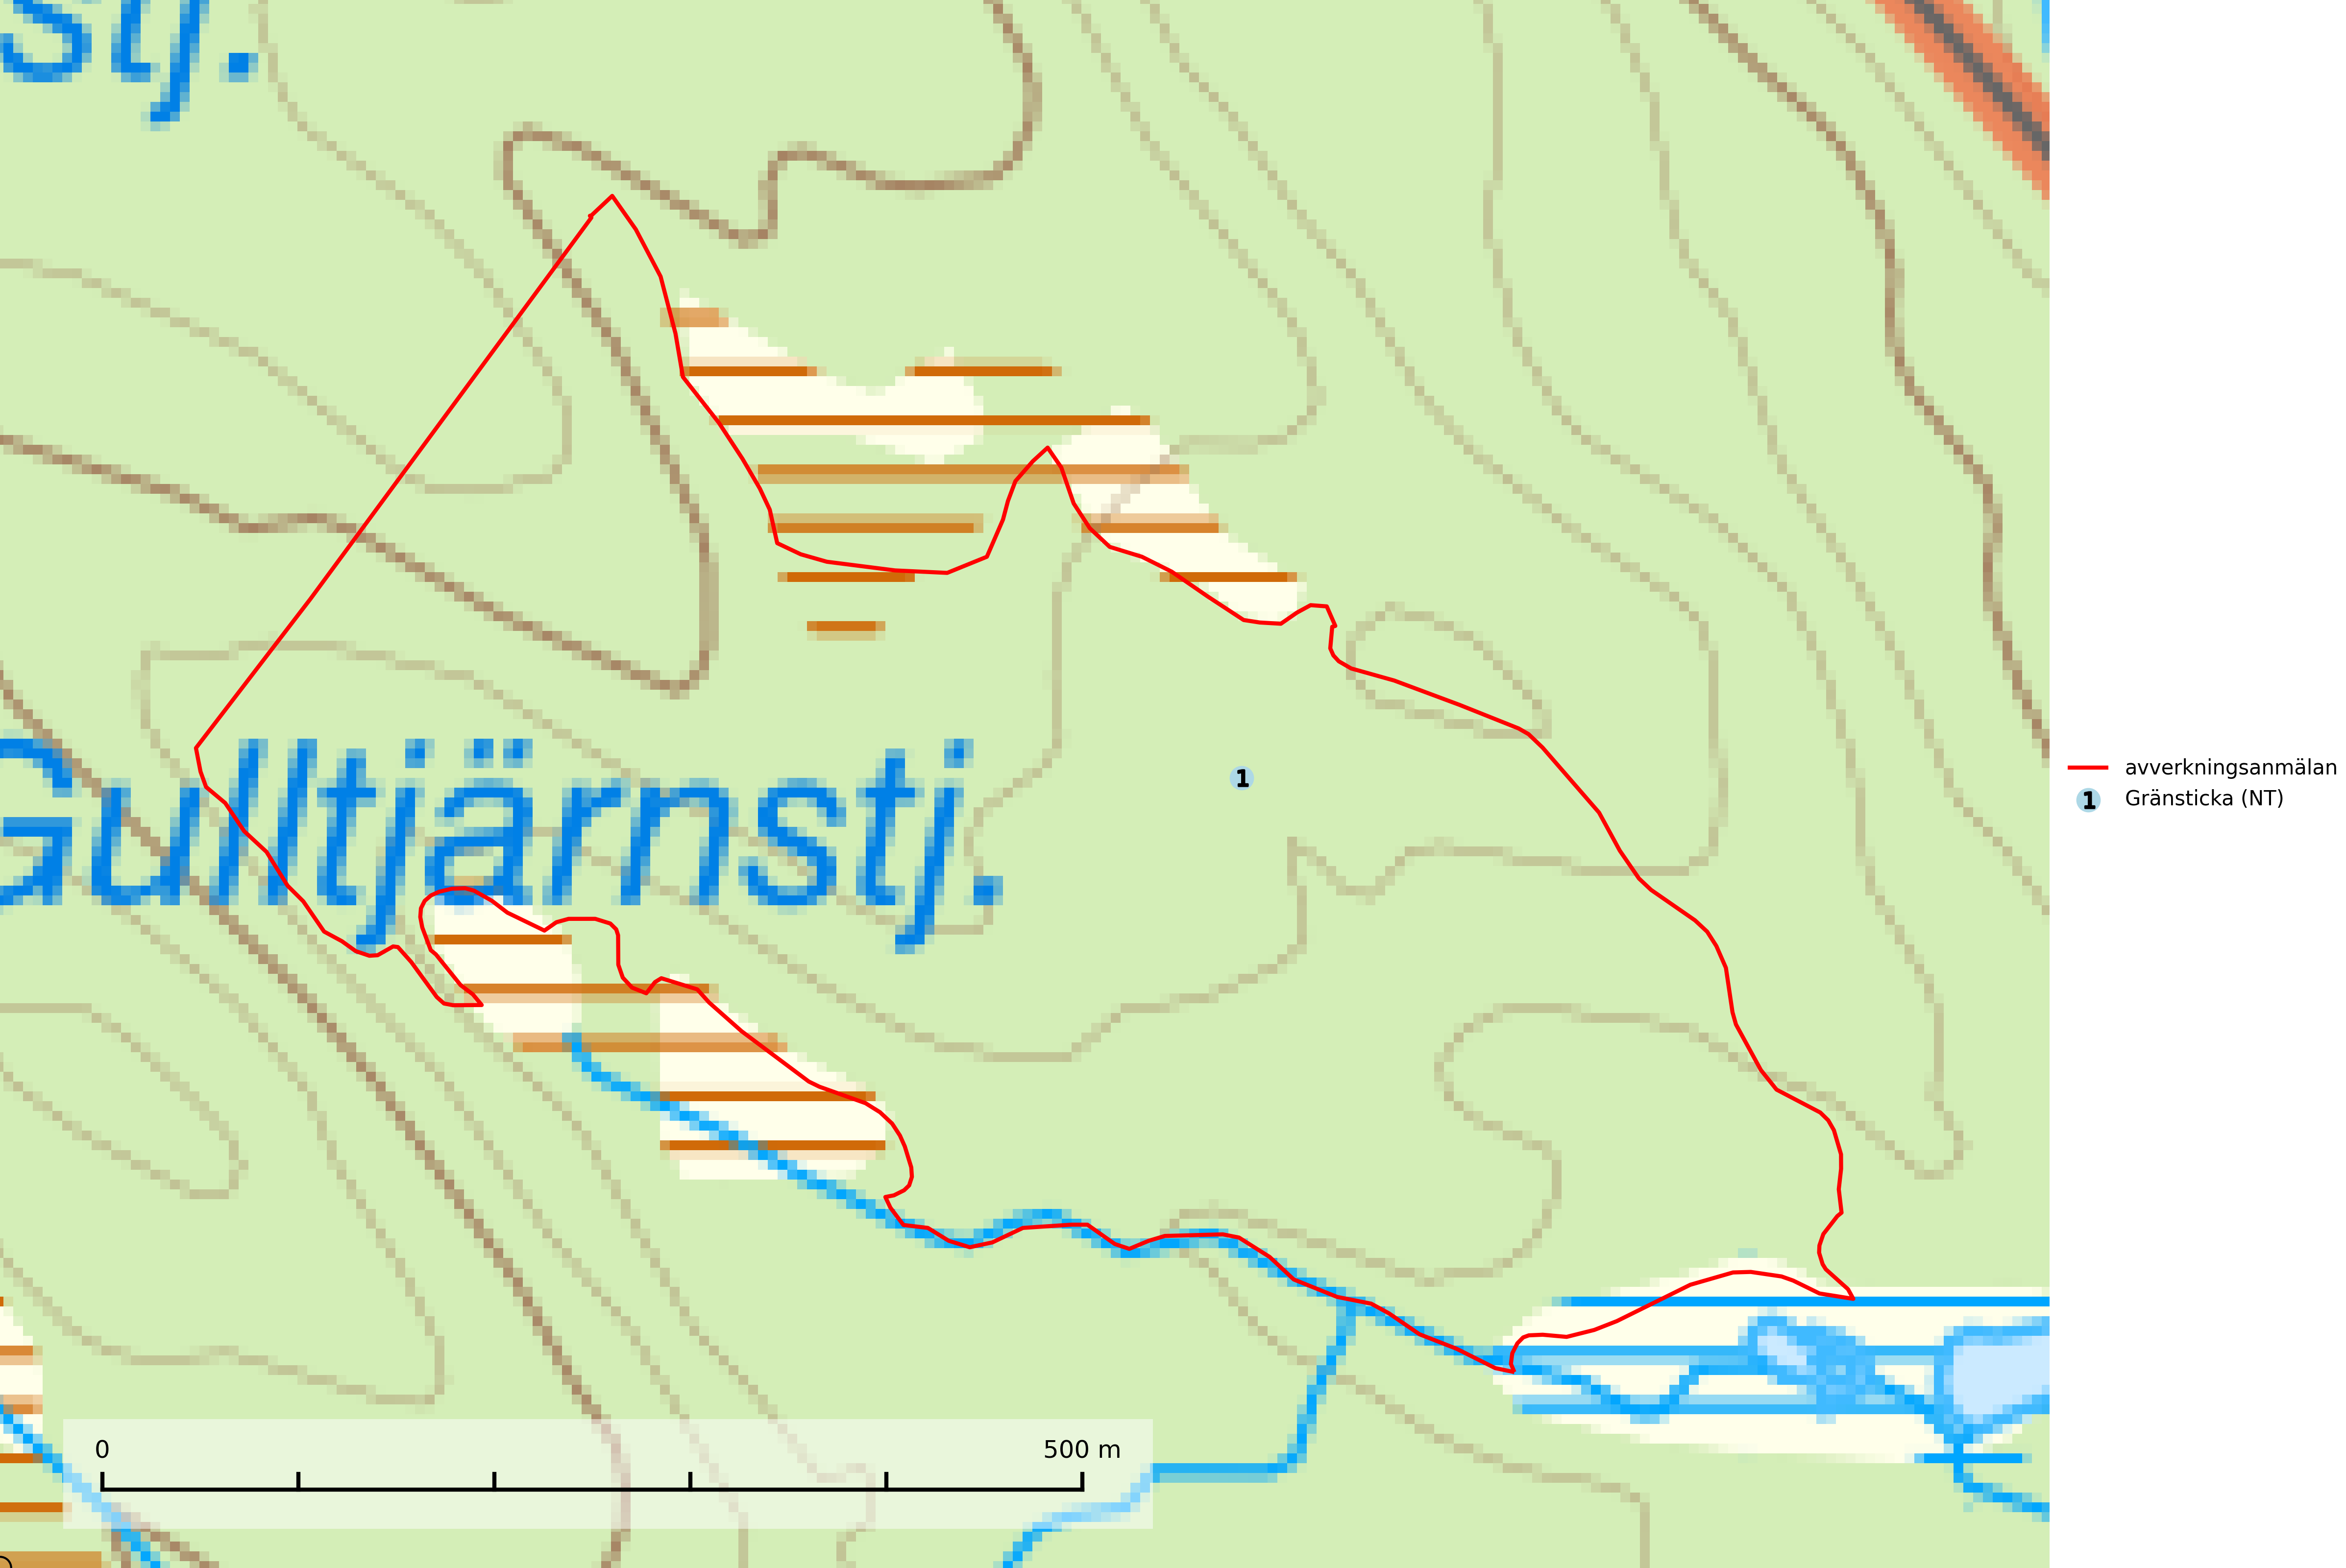 stj.
Gulltjärnstj.
1
avverkningsanmälan
1 Gränsticka (NT)
0 500 m